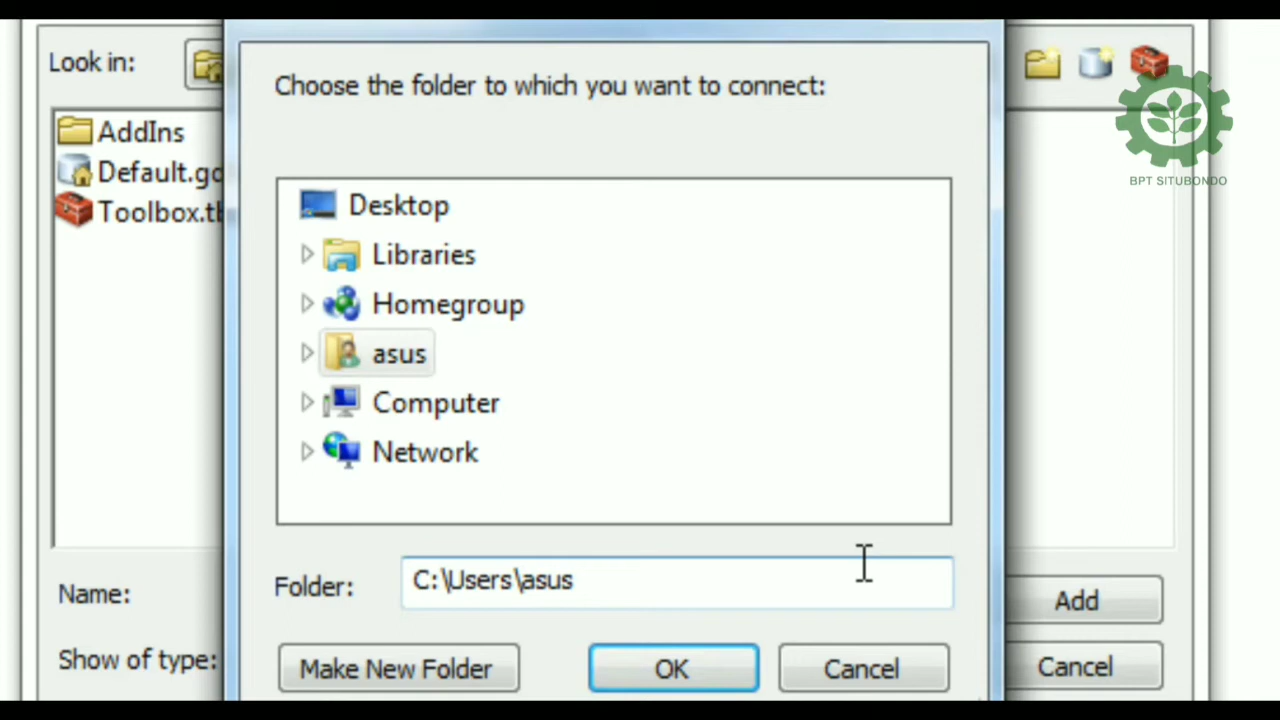 Look in:
Choose the folder to which you want to connect:
AddIns
Toolbox.t
Desktop
Libraries
Homegroup
asus
Computer
Network
Folder: C:\Users\asus
Name:
Show of type:
Make New Folder
OK
Cancel
Add
Cancel
BPT SITUBONDO
Default.g